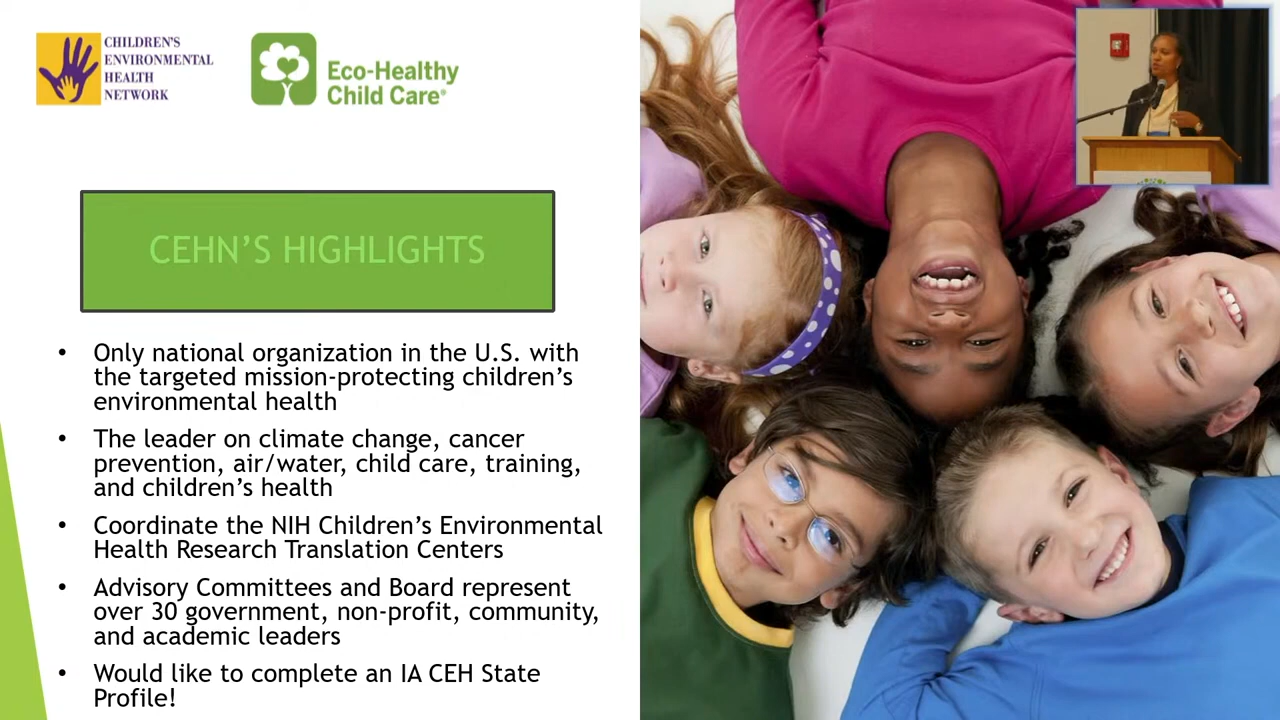 CHILDREN'S
ENVIRONMENTAL
HEALTH
NETWORK
Eco-Healthy
Child Care®
CEHN'S HIGHLIGHTS
• Only national organization in the U.S. with
the targeted mission-protecting children's
environmental health
• The leader on climate change, cancer
prevention, air/water, child care, training,
and children's health
• Coordinate the NIH Children's Environmental
Health Research Translation Centers
• Advisory Committees and Board represent
over 30 government, non-profit, community,
and academic leaders
• Would like to complete an IA CEH State
Profile!